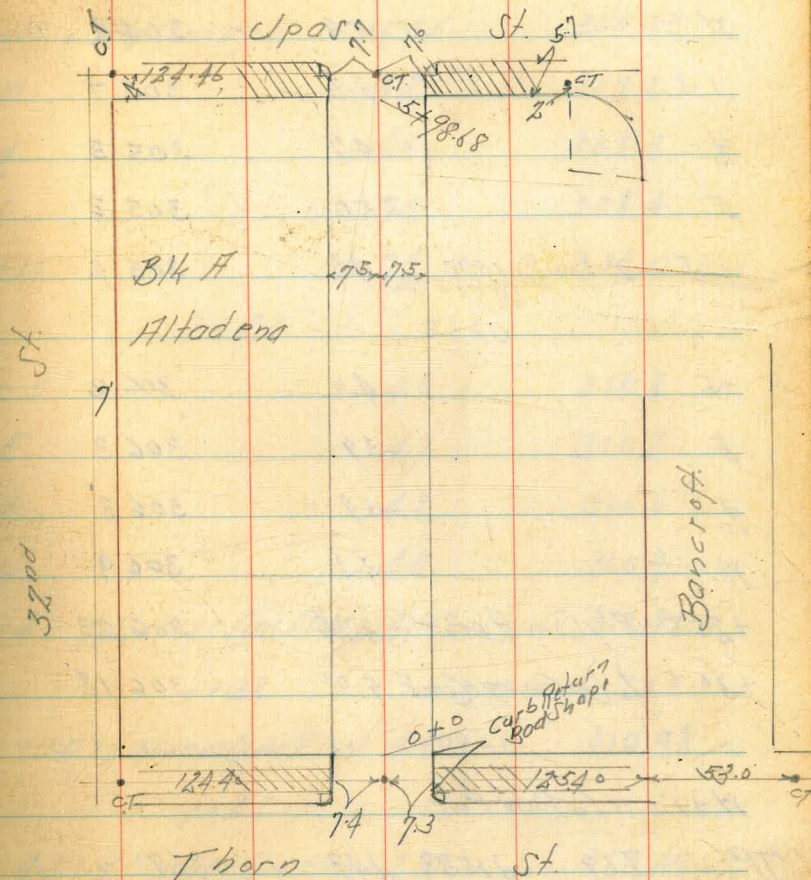 Upas St.
C.T.
7.7
7.6
5.7
4'
124.46
C.T.
CT
2'
5+98.68
Blk A
7.5 7.5
Altadena
32nd St.
7'
Bancroft
Curb Return
Bad Shape
0+0
124.4
125.40
53.0
C.T.
7.4
7.3
Thorn St.